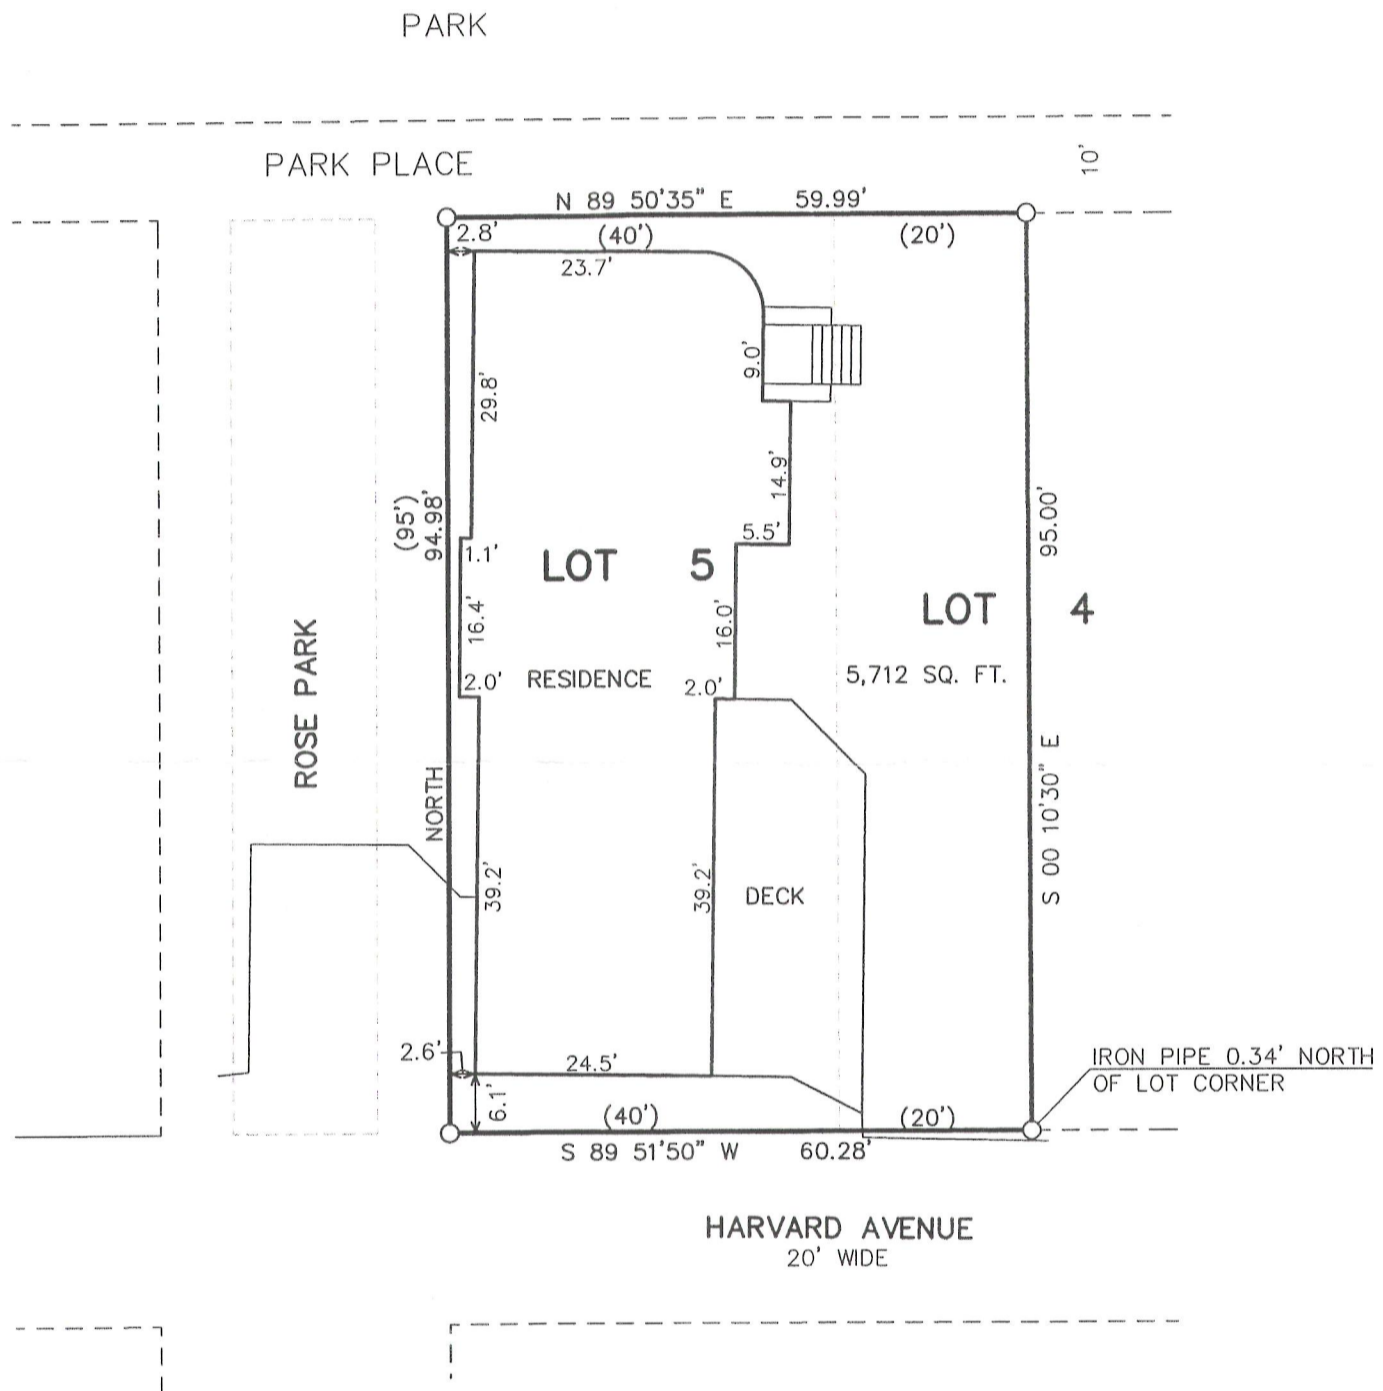 PARK
PARK PLACE
10'
N 89 50'35" E 59.99'
2.8' (40') (20')
23.7'
9.0'
29.8'
14.9'
(95')
94.98'
95.00'
5.5'
1.1'
LOT 5
LOT 4
16.4'
16.0'
ROSE PARK
2.0' RESIDENCE 2.0'
5,712 SQ. FT.
NORTH
S 00 10'30" E
39.2'
39.2'
DECK
2.6'
24.5'
6.1'
IRON PIPE 0.34' NORTH
OF LOT CORNER
(40') (20')
S 89 51'50" W 60.28'
HARVARD AVENUE
20' WIDE